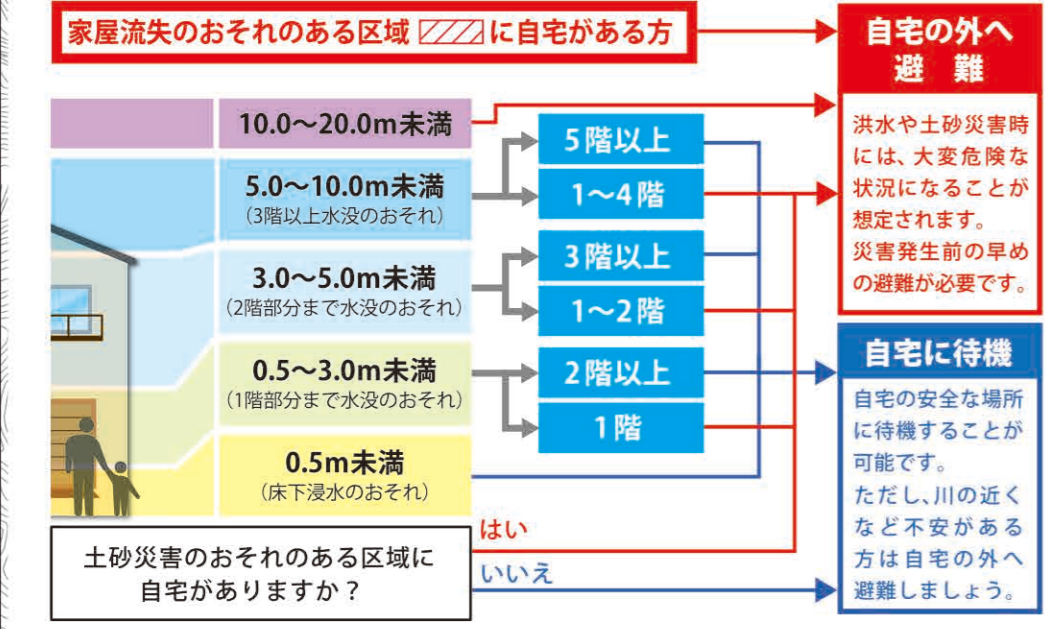 家屋流失のおそれのある区域 に自宅がある方
自宅の外へ
避 難
洪水や土砂災害時
には、大変危険な
状況になることが
想定されます。
災害発生前の早め
の避難が必要です。
10.0〜20.0m未満
5.0〜10.0m未満
(3階以上水没のおそれ)
5階以上
1〜4階
3.0〜5.0m未満
(2階部分まで水没のおそれ)
3階以上
1〜2階
0.5〜3.0m未満
(1階部分まで水没のおそれ)
2階以上
1階
0.5m未満
(床下浸水のおそれ)
自宅に待機
自宅の安全な場所
に待機することが
可能です。
ただし、川の近く
など不安がある
方は自宅の外へ
避難しましょう。
土砂災害のおそれのある区域に
自宅がありますか？
はい
いいえ